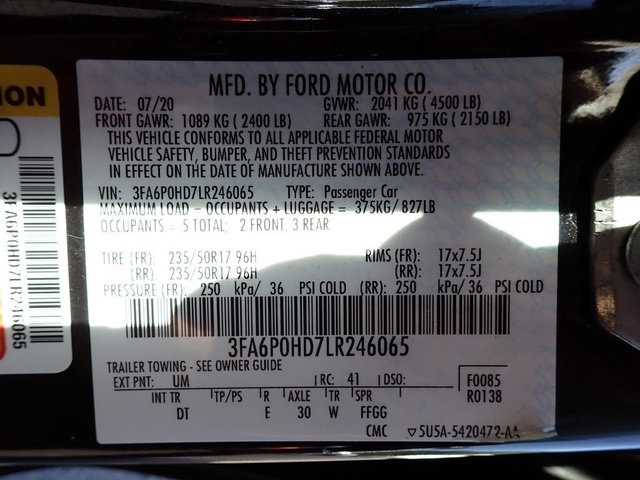 MFD. BY FORD MOTOR CO.
DATE: 07/20 GVWR: 2041 KG ( 4500 LB)
FRONT GAWR: 1089 KG ( 2400 LB) REAR GAWR: 975 KG ( 2150 LB)
THIS VEHICLE CONFORMS TO ALL APPLICABLE FEDERAL MOTOR
VEHICLE SAFETY, BUMPER, AND THEFT PREVENTION STANDARDS
IN EFFECT ON THE DATE OF MANUFACTURE SHOWN ABOVE.
VIN: 3FA6P0HD7LR246065 TYPE: Passenger Car
MAXIMUM LOAD = OCCUPANTS + LUGGAGE = 375KG/ 827LB
OCCUPANTS = 5 TOTAL; 2 FRONT, 3 REAR
TIRE (FR): 235/50R17 96H RIMS (FR): 17x7.5J
(RR): 235/50R17 96H (RR): 17x7.5J
PRESSURE (FR): 250 kPa/ 36 PSI COLD (RR): 250 kPa/ 36 PSI COLD
3FA6P0HD7LR246065
TRAILER TOWING - SEE OWNER GUIDE
EXT PNT: UM RC: 41 DSO: F0085
INT TR TP/PS R AXLE TR SPR R0138
DT E 30 W FFGG
CMC ▽5U5A-5420472-AA
ION
3FA6P0HD7LR246065